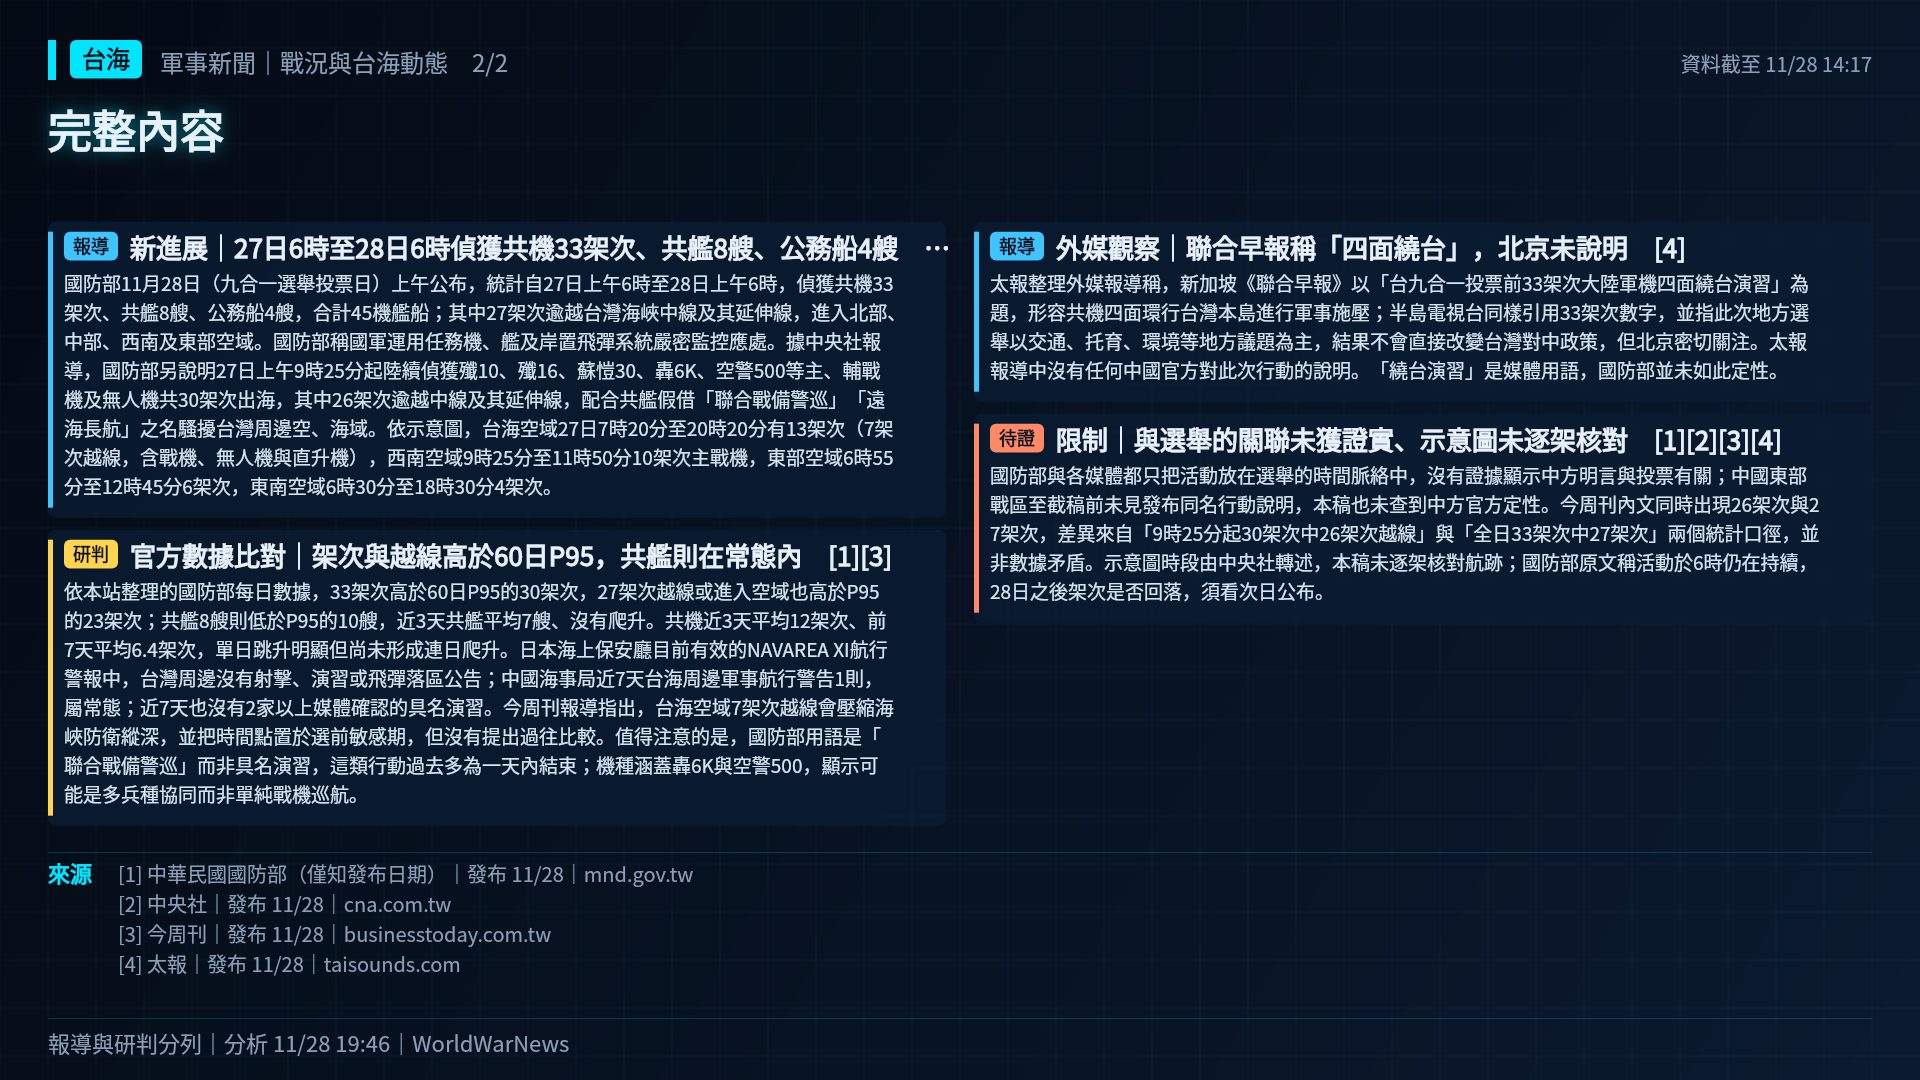 台海 軍事新聞｜戰況與台海動態 2/2
資料截至 11/28 14:17
完整內容
報導 新進展｜27日6時至28日6時偵獲共機33架次、共艦8艘、公務船4艘 …
國防部11月28日（九合一選舉投票日）上午公布，統計自27日上午6時至28日上午6時，偵獲共機33
架次、共艦8艘、公務船4艘，合計45機艦船；其中27架次逾越台灣海峽中線及其延伸線，進入北部、
中部、西南及東部空域。國防部稱國軍運用任務機、艦及岸置飛彈系統嚴密監控應處。據中央社報
導，國防部另說明27日上午9時25分起陸續偵獲殲10、殲16、蘇愷30、轟6K、空警500等主、輔戰
機及無人機共30架次出海，其中26架次逾越中線及其延伸線，配合共艦假借「聯合戰備警巡」「遠
海長航」之名騷擾台灣周邊空、海域。依示意圖，台海空域27日7時20分至20時20分有13架次（7架
次越線，含戰機、無人機與直升機），西南空域9時25分至11時50分10架次主戰機，東部空域6時55
分至12時45分6架次，東南空域6時30分至18時30分4架次。
研判 官方數據比對｜架次與越線高於60日P95，共艦則在常態內 [1][3]
依本站整理的國防部每日數據，33架次高於60日P95的30架次，27架次越線或進入空域也高於P95
的23架次；共艦8艘則低於P95的10艘，近3天共艦平均7艘、沒有爬升。共機近3天平均12架次、前
7天平均6.4架次，單日跳升明顯但尚未形成連日爬升。日本海上保安廳目前有效的NAVAREA XI航行
警報中，台灣周邊沒有射擊、演習或飛彈落區公告；中國海事局近7天台海周邊軍事航行警告1則，
屬常態；近7天也沒有2家以上媒體確認的具名演習。今周刊報導指出，台海空域7架次越線會壓縮海
峽防衛縱深，並把時間點置於選前敏感期，但沒有提出過往比較。值得注意的是，國防部用語是「
聯合戰備警巡」而非具名演習，這類行動過去多為一天內結束；機種涵蓋轟6K與空警500，顯示可
能是多兵種協同而非單純戰機巡航。
報導 外媒觀察｜聯合早報稱「四面繞台」，北京未說明 [4]
太報整理外媒報導稱，新加坡《聯合早報》以「台九合一投票前33架次大陸軍機四面繞台演習」為
題，形容共機四面環行台灣本島進行軍事施壓；半島電視台同樣引用33架次數字，並指此次地方選
舉以交通、托育、環境等地方議題為主，結果不會直接改變台灣對中政策，但北京密切關注。太報
報導中沒有任何中國官方對此次行動的說明。「繞台演習」是媒體用語，國防部並未如此定性。
待證 限制｜與選舉的關聯未獲證實、示意圖未逐架核對 [1][2][3][4]
國防部與各媒體都只把活動放在選舉的時間脈絡中，沒有證據顯示中方明言與投票有關；中國東部
戰區至截稿前未見發布同名行動說明，本稿也未查到中方官方定性。今周刊內文同時出現26架次與2
7架次，差異來自「9時25分起30架次中26架次越線」與「全日33架次中27架次」兩個統計口徑，並
非數據矛盾。示意圖時段由中央社轉述，本稿未逐架核對航跡；國防部原文稱活動於6時仍在持續，
28日之後架次是否回落，須看次日公布。
來源 [1] 中華民國國防部（僅知發布日期）｜發布 11/28｜mnd.gov.tw
[2] 中央社｜發布 11/28｜cna.com.tw
[3] 今周刊｜發布 11/28｜businesstoday.com.tw
[4] 太報｜發布 11/28｜taisounds.com
報導與研判分列｜分析 11/28 19:46｜WorldWarNews